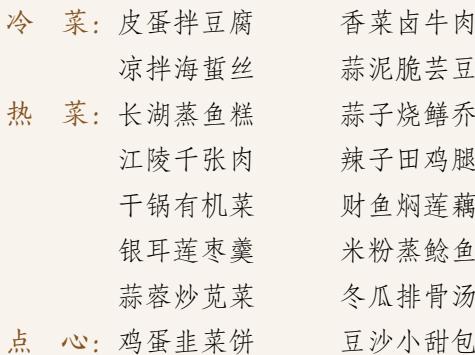 冷 菜：皮蛋拌豆腐 香菜卤牛肉
凉拌海蜇丝 蒜泥脆芸豆
热 菜：长湖蒸鱼糕 蒜子烧鳝乔
江陵千张肉 辣子田鸡腿
干锅有机菜 财鱼焖莲藕
银耳莲枣羹 米粉蒸鲶鱼
蒜蓉炒苋菜 冬瓜排骨汤
点 心：鸡蛋韭菜饼 豆沙小甜包